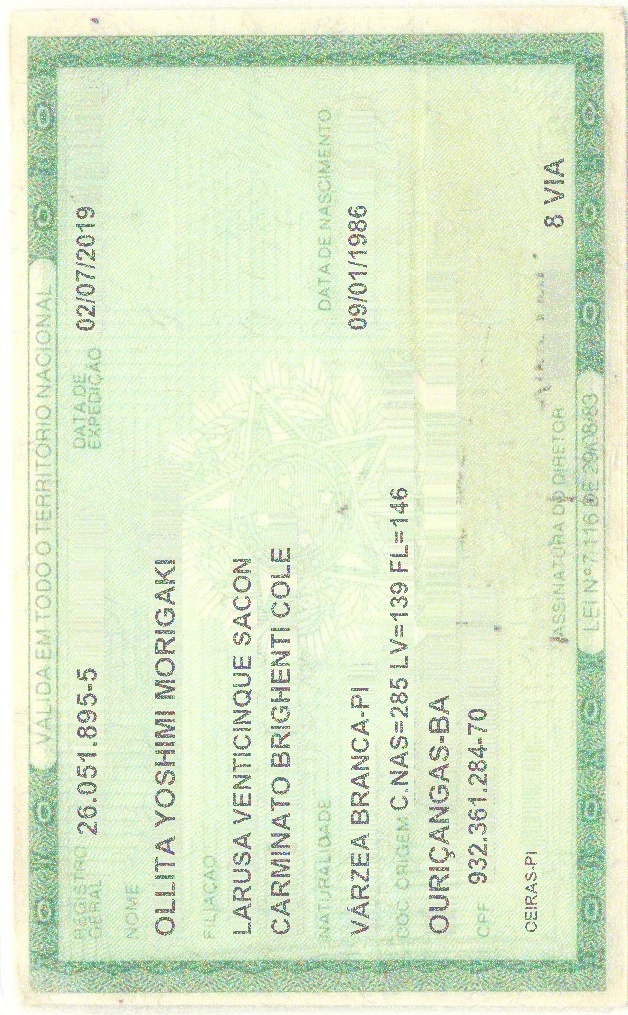 VÁLIDA EM TODO O TERRITÓRIO NACIONAL
REGISTRO GERAL 26.051.895-5 DATA DE EXPEDIÇÃO 02/07/2019
NOME
OLLITA YOSHIMI MORIGAKI
FILIAÇÃO
LARUSA VENTICINQUE SACON
CARMINATO BRIGHENTI COLE
NATURALIDADE DATA DE NASCIMENTO
VÁRZEA BRANCA-PI 09/01/1986
DOC ORIGEM C.NAS=285 LV=139 FL=146
OURIÇANGAS-BA
CPF 932.361.284-70
CEIRAS.PI
8 VIA
ASSINATURA DO DIRETOR
LEI Nº 7.116 DE 29/08/83